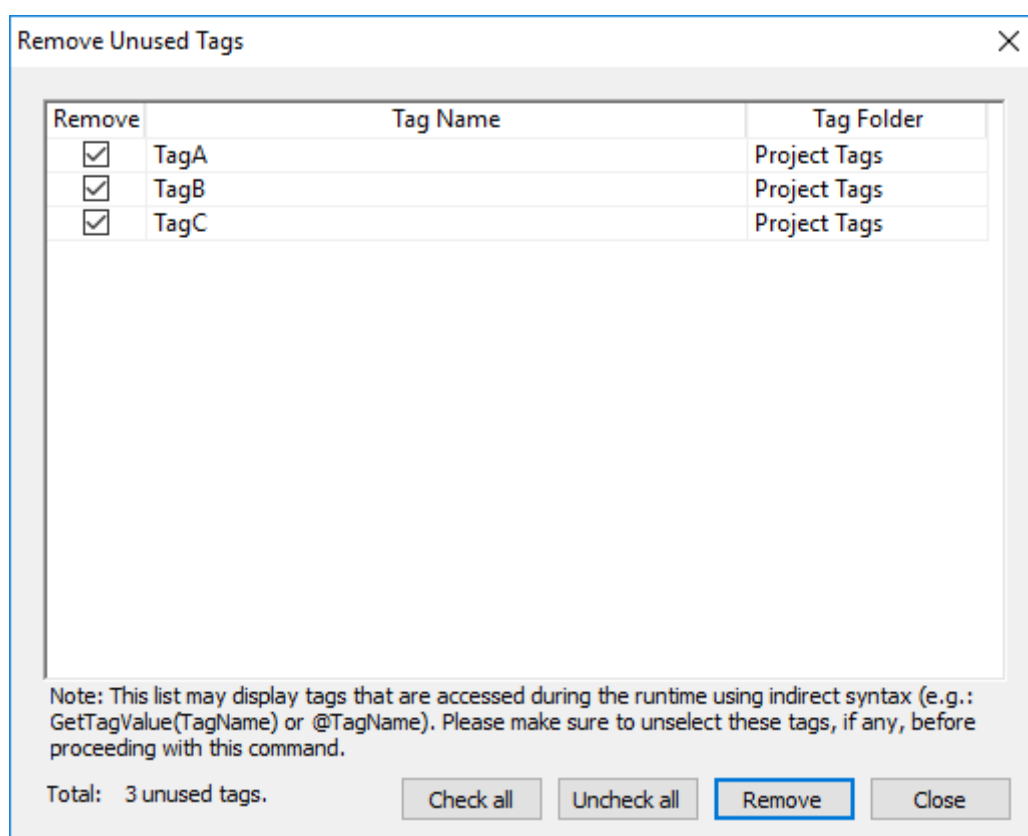 Remove Unused Tags
Remove Tag Name Tag Folder
TagA Project Tags
TagB Project Tags
TagC Project Tags
Note: This list may display tags that are accessed during the runtime using indirect syntax (e.g.:
GetTagValue(TagName) or @TagName). Please make sure to unselect these tags, if any, before
proceeding with this command.
Total: 3 unused tags. Check all Uncheck all Remove Close